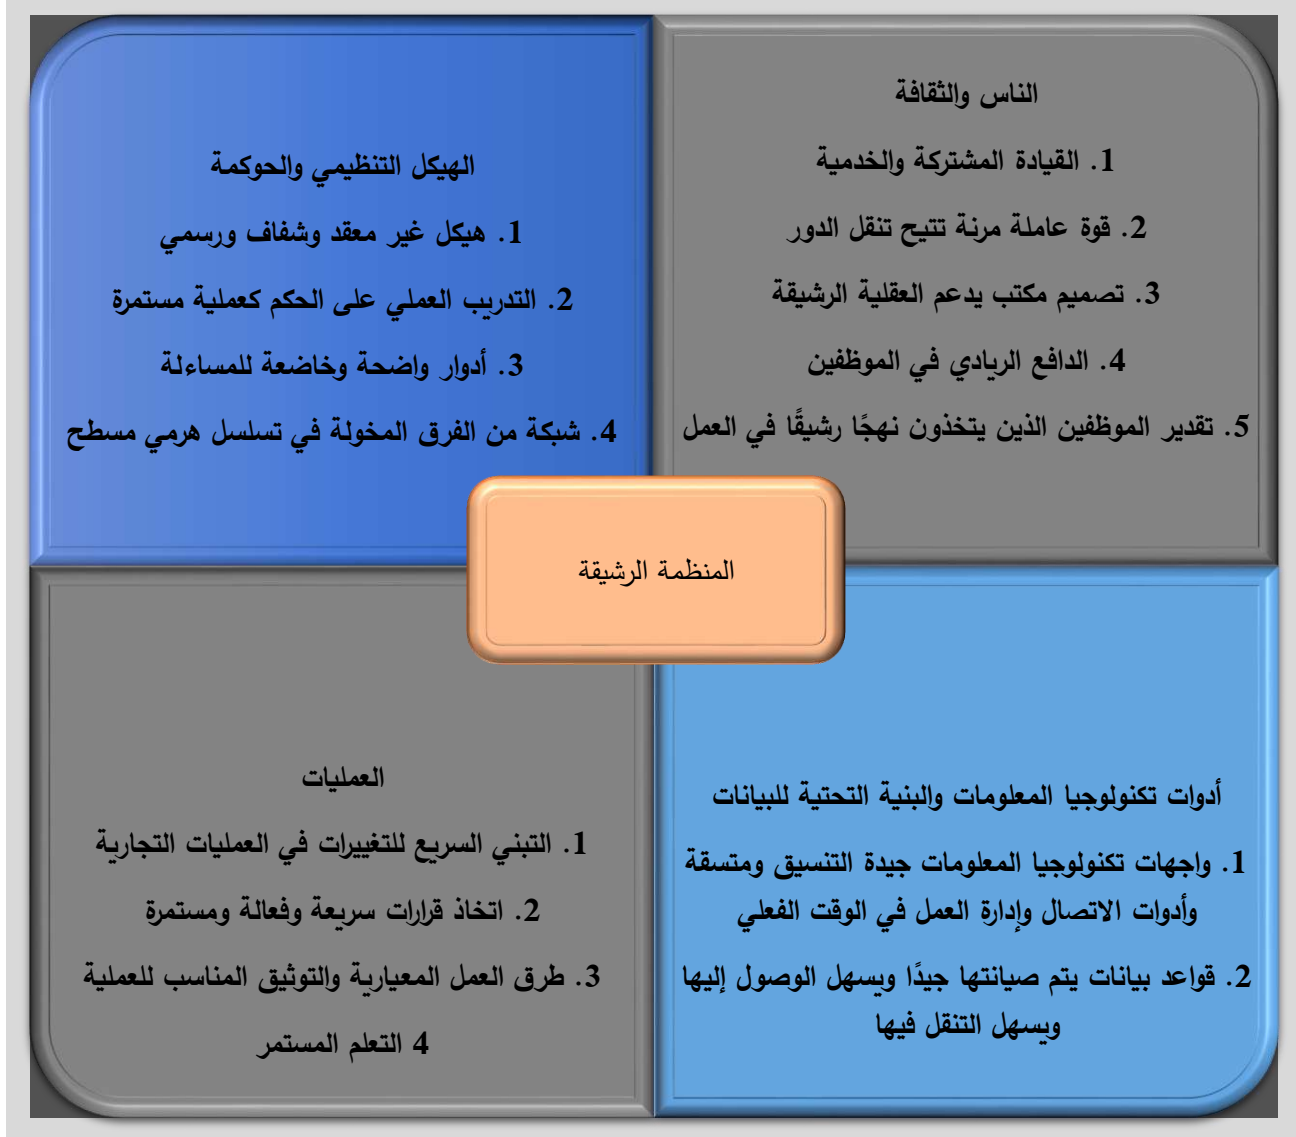 الناس والثقافة
1. القيادة المشتركة والخدمية
2. قوة عاملة مرنة تتيح تنقل الدور
3. تصميم مكتب يدعم العقلية الرشيقة
4. الدافع الريادي في الموظفين
5. تقدير الموظفين الذين يتخذون نهجًا رشيقًا في العمل
الهيكل التنظيمي والحوكمة
1. هيكل غير معقد وشفاف ورسمي
2. التدريب العملي على الحكم كعملية مستمرة
3. أدوار واضحة وخاضعة للمساءلة
4. شبكة من الفرق المخولة في تسلسل هرمي مسطح
المنظمة الرشيقة
أدوات تكنولوجيا المعلومات والبنية التحتية للبيانات
1. واجهات تكنولوجيا المعلومات جيدة التنسيق ومتسقة
وأدوات الاتصال وإدارة العمل في الوقت الفعلي
2. قواعد بيانات يتم صيانتها جيدًا ويسهل الوصول إليها
ويسهل التنقل فيها
العمليات
1. التبني السريع للتغييرات في العمليات التجارية
2. اتخاذ قرارات سريعة وفعالة ومستمرة
3. طرق العمل المعيارية والتوثيق المناسب للعملية
4 التعلم المستمر